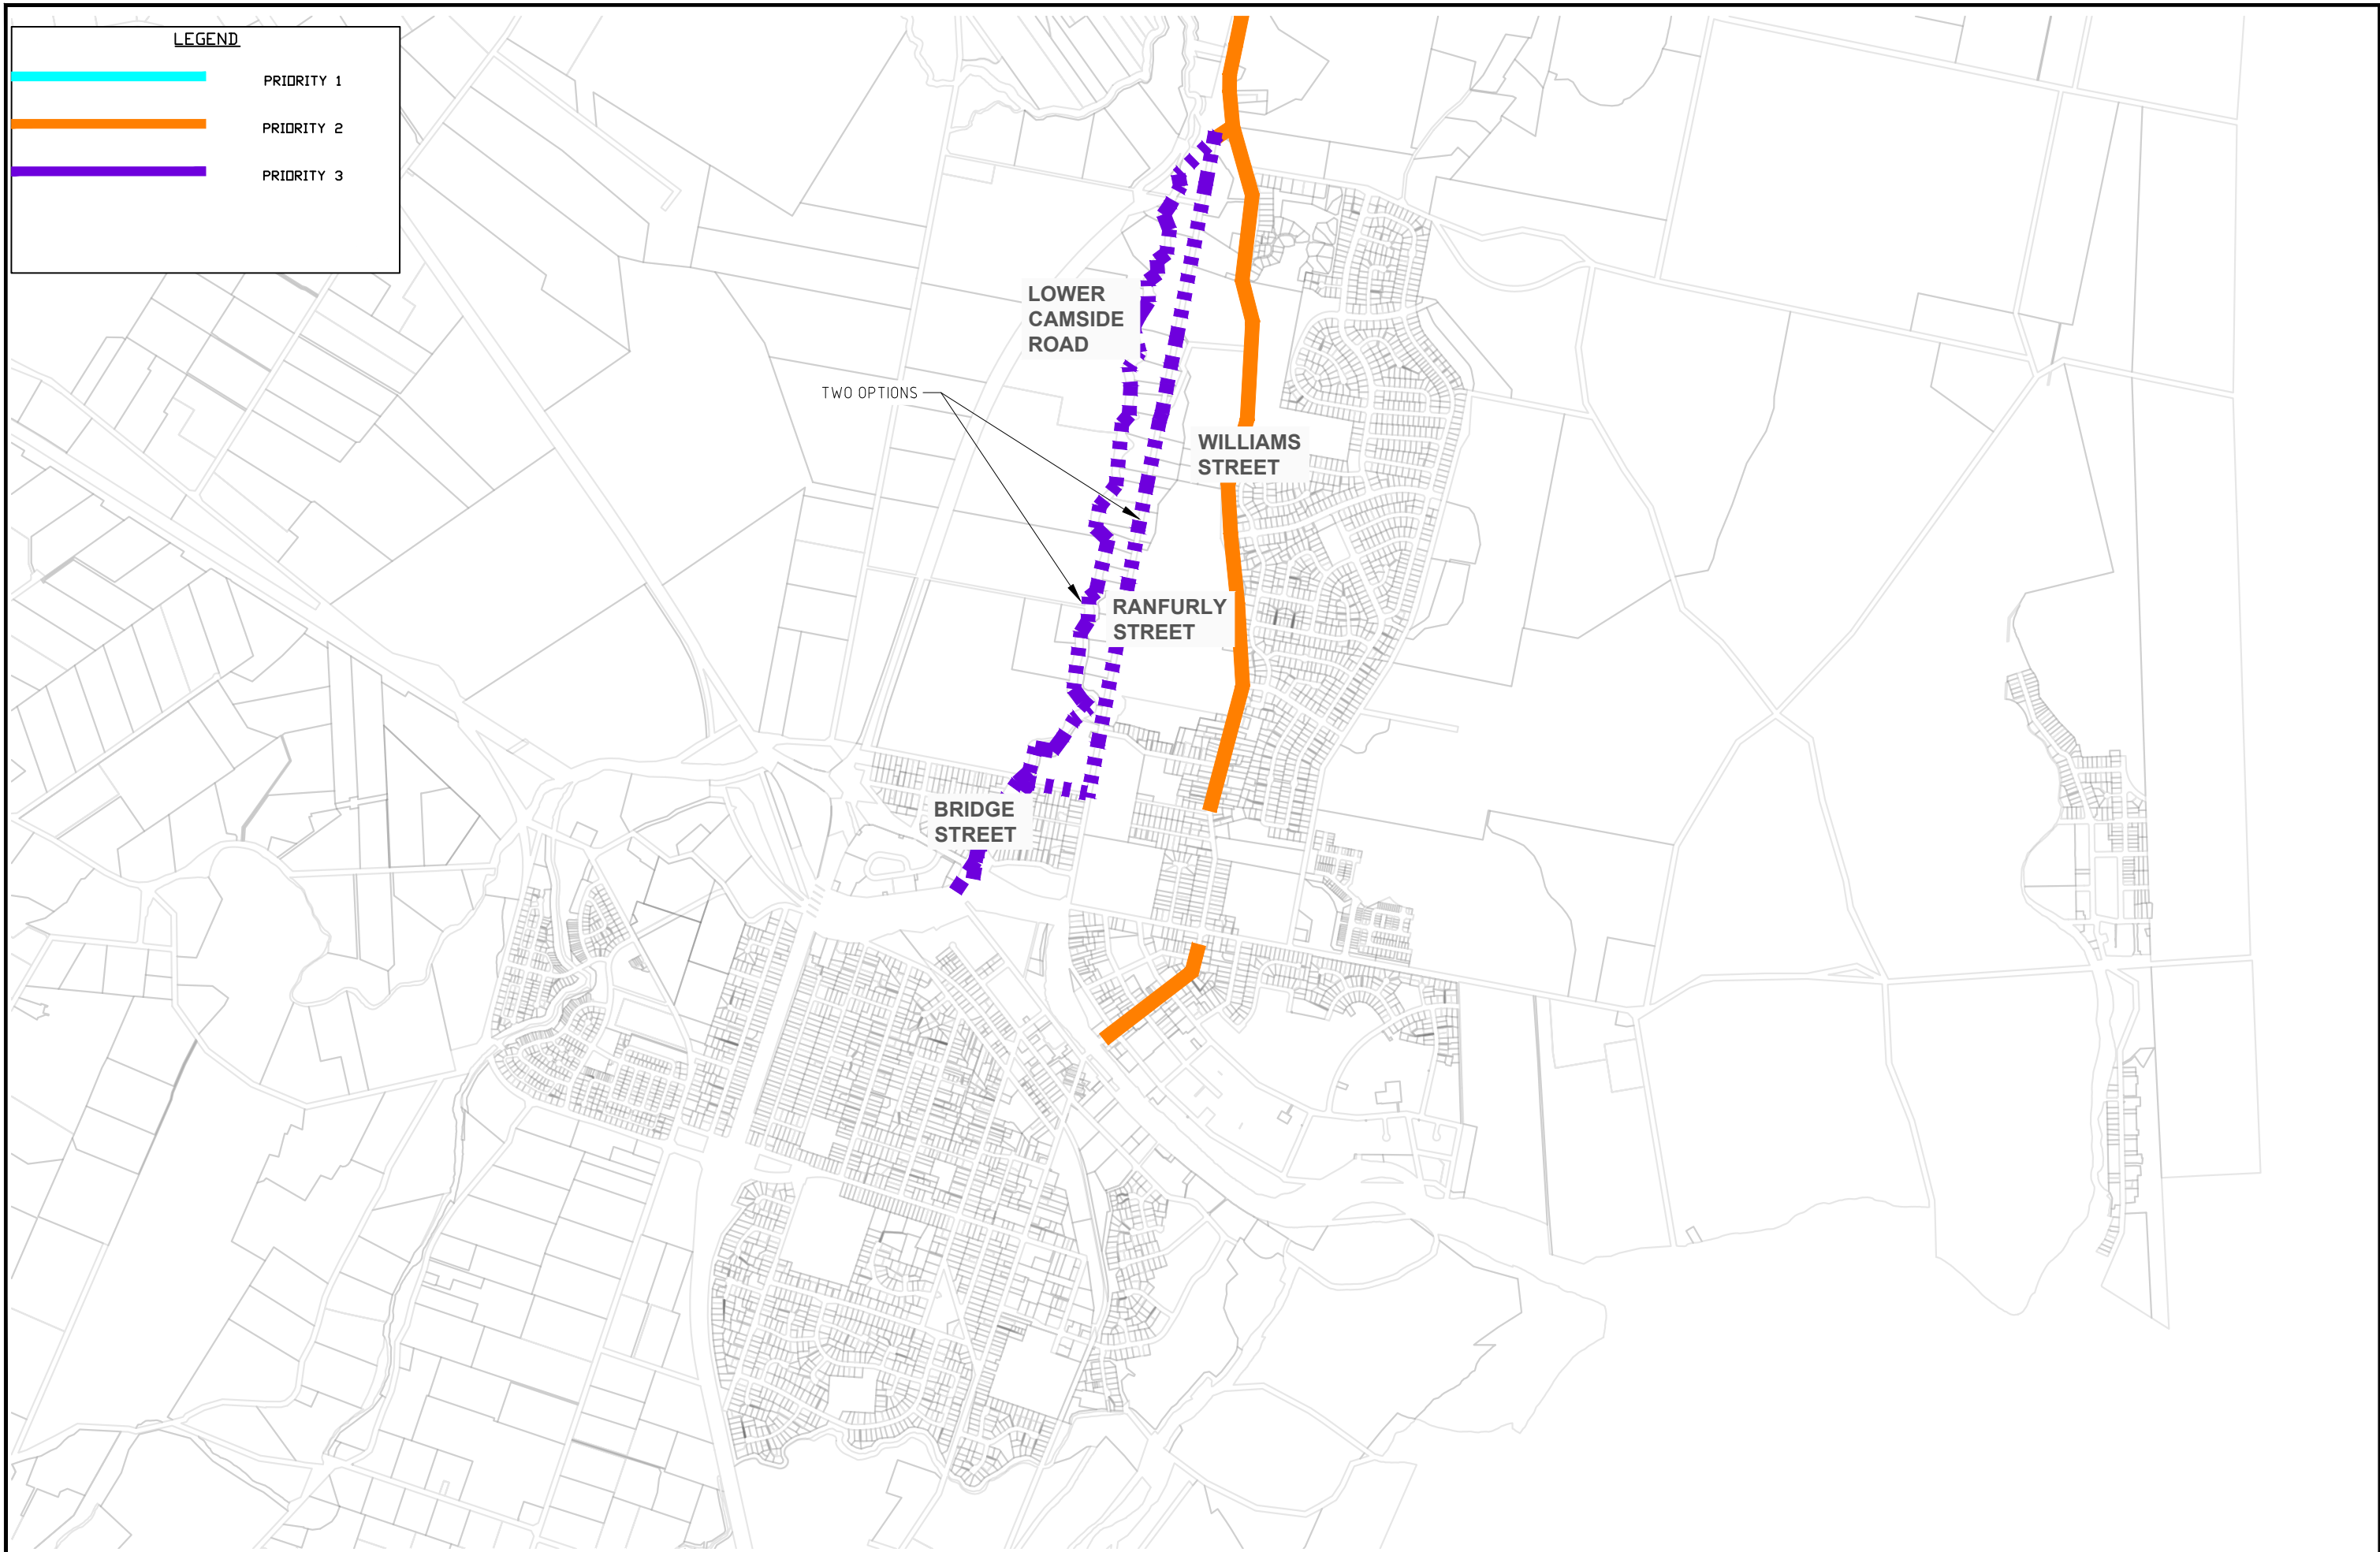 LEGEND
PRIORITY 1
PRIORITY 2
PRIORITY 3
LOWER
CAMSIDE
ROAD
TWO OPTIONS
WILLIAMS
STREET
RANFURLY
STREET
BRIDGE
STREET